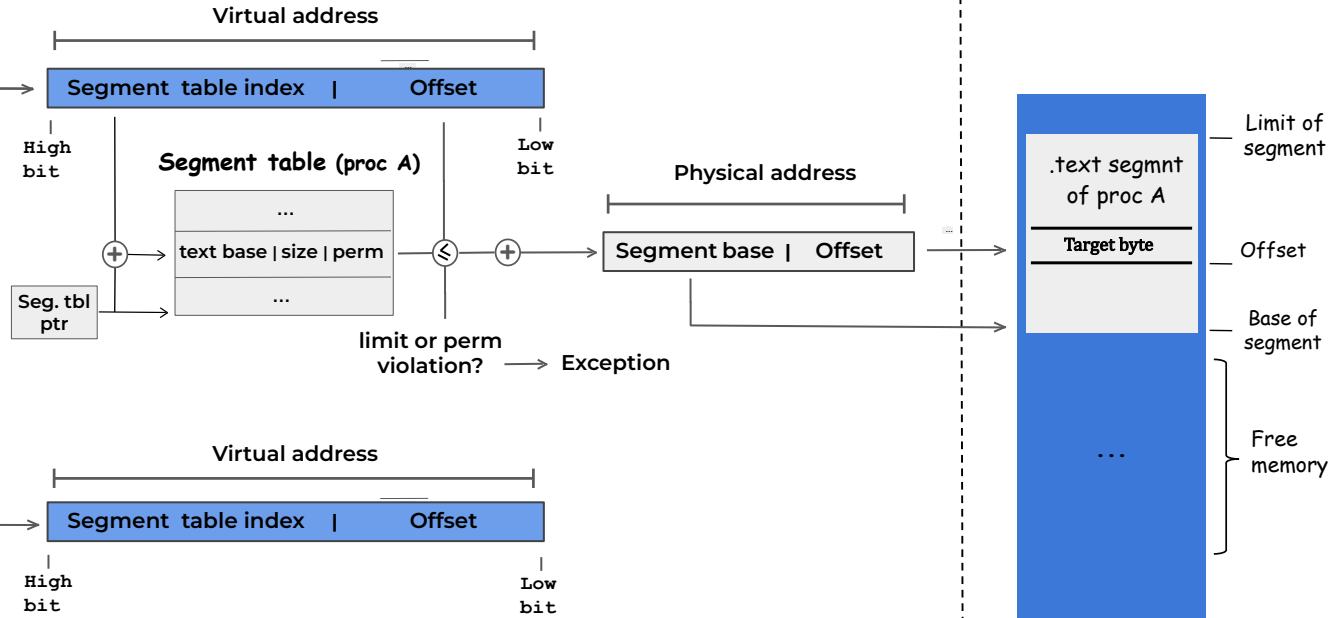 Virtual address
Segment table index | Offset
...
High
bit
Low
bit
Segment table (proc A)
...
text base | size | perm
...
Seg. tbl
ptr
≤
limit or perm
violation?
Exception
Physical address
Segment base | Offset
...
.text segmnt
of proc A
Target byte
Limit of
segment
Offset
Base of
segment
...
Free
memory
Virtual address
Segment table index | Offset
High
bit
Low
bit